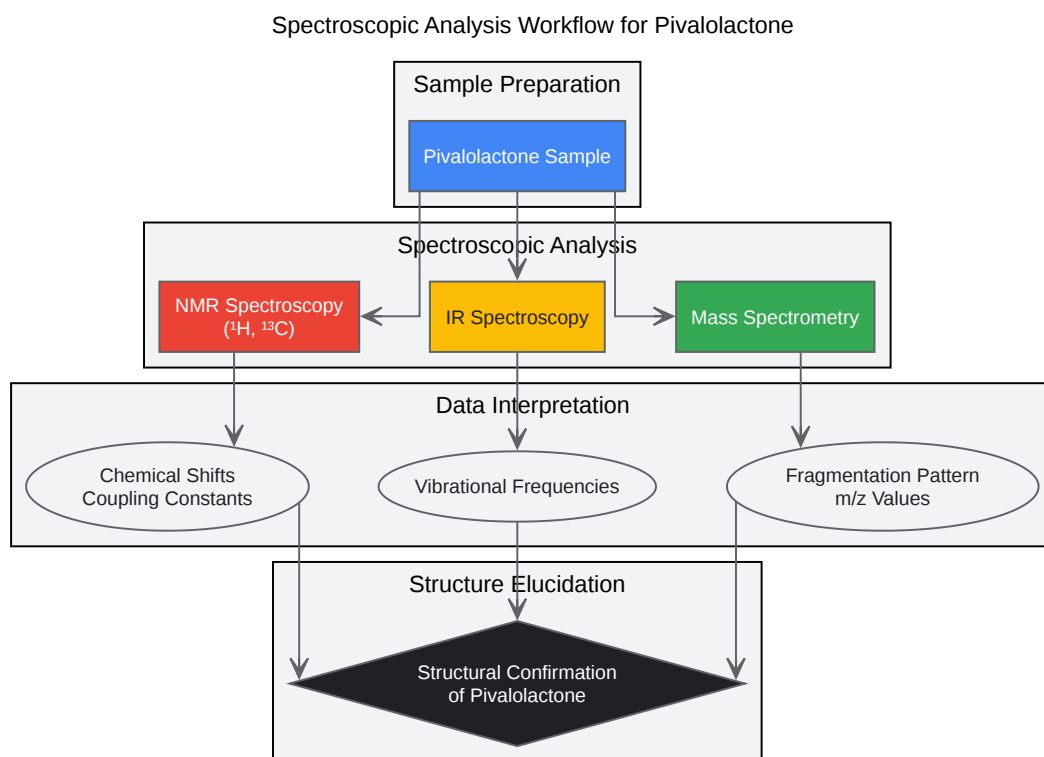 Spectroscopic Analysis Workflow for Pivalolactone
Sample Preparation
Pivalolactone Sample
Spectroscopic Analysis
NMR Spectroscopy
(¹H, ¹³C)
IR Spectroscopy
Mass Spectrometry
Data Interpretation
Chemical Shifts
Coupling Constants
Vibrational Frequencies
Fragmentation Pattern
m/z Values
Structure Elucidation
Structural Confirmation
of Pivalolactone